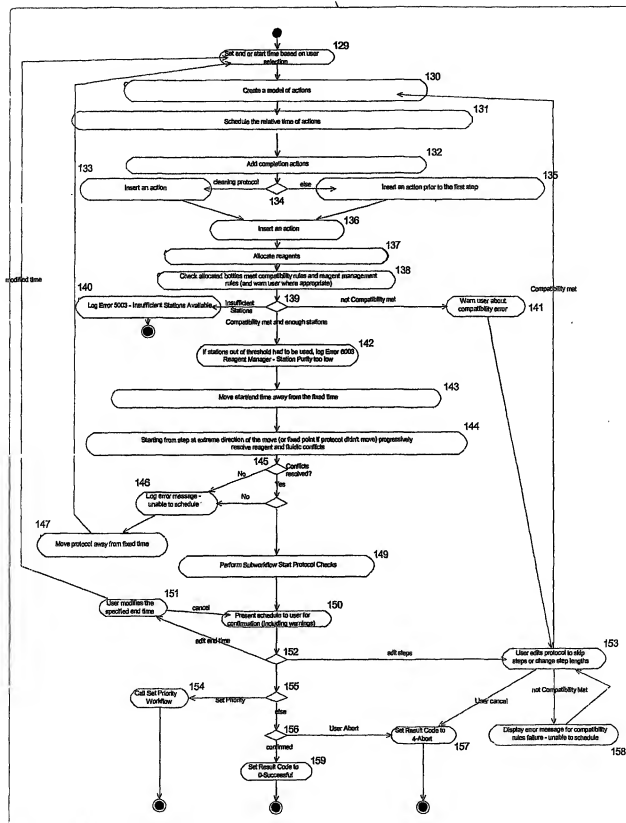 129
Set end or start time based on user
selection
130
Create a model of actions
131
Schedule the relative time of actions
132
Add completion actions
133
135
cleaning protocol
else
Insert an action
Insert an action prior to the first step
134
136
Insert an action
137
Allocate reagents
138
Check allocated bottles meet compatibility rules and reagent management
rules (and warn user where appropriate)
modified time
Compatibility met
140
139
Log Error 5003 - Insufficient Stations Available
Insufficient
Stations
not Compatibility met
Warn user about
compatibility error
141
Compatibility met and enough stations
142
If stations out of threshold had to be used, log Error 6003
Reagent Manager - Station Purity too low
143
Move start/end time away from the fixed time
144
Starting from step at extreme direction of the move (or fixed point if protocol didn't move) progressively
resolve reagent and fluidic conflicts
145
Conflicts
resolved?
No
Yes
146
Log error message -
unable to schedule
No
147
Move protocol away from fixed time
149
Perform Subworkflow Start Protocol Checks
151
User modifies the
specified end time
cancel
150
Present schedule to user for
confirmation (including warnings)
edit end time
152
edit steps
153
User edits protocol to skip
steps or change step lengths
154
Call Set Priority
Workflow
Set Priority
155
not Compatibility Met
User cancel
else
156
User Abort
Set Result Code to
4-Abort
157
Display error message for compatibility
rules failure - unable to schedule
158
confirmed
159
Set Result Code to
0-Successful